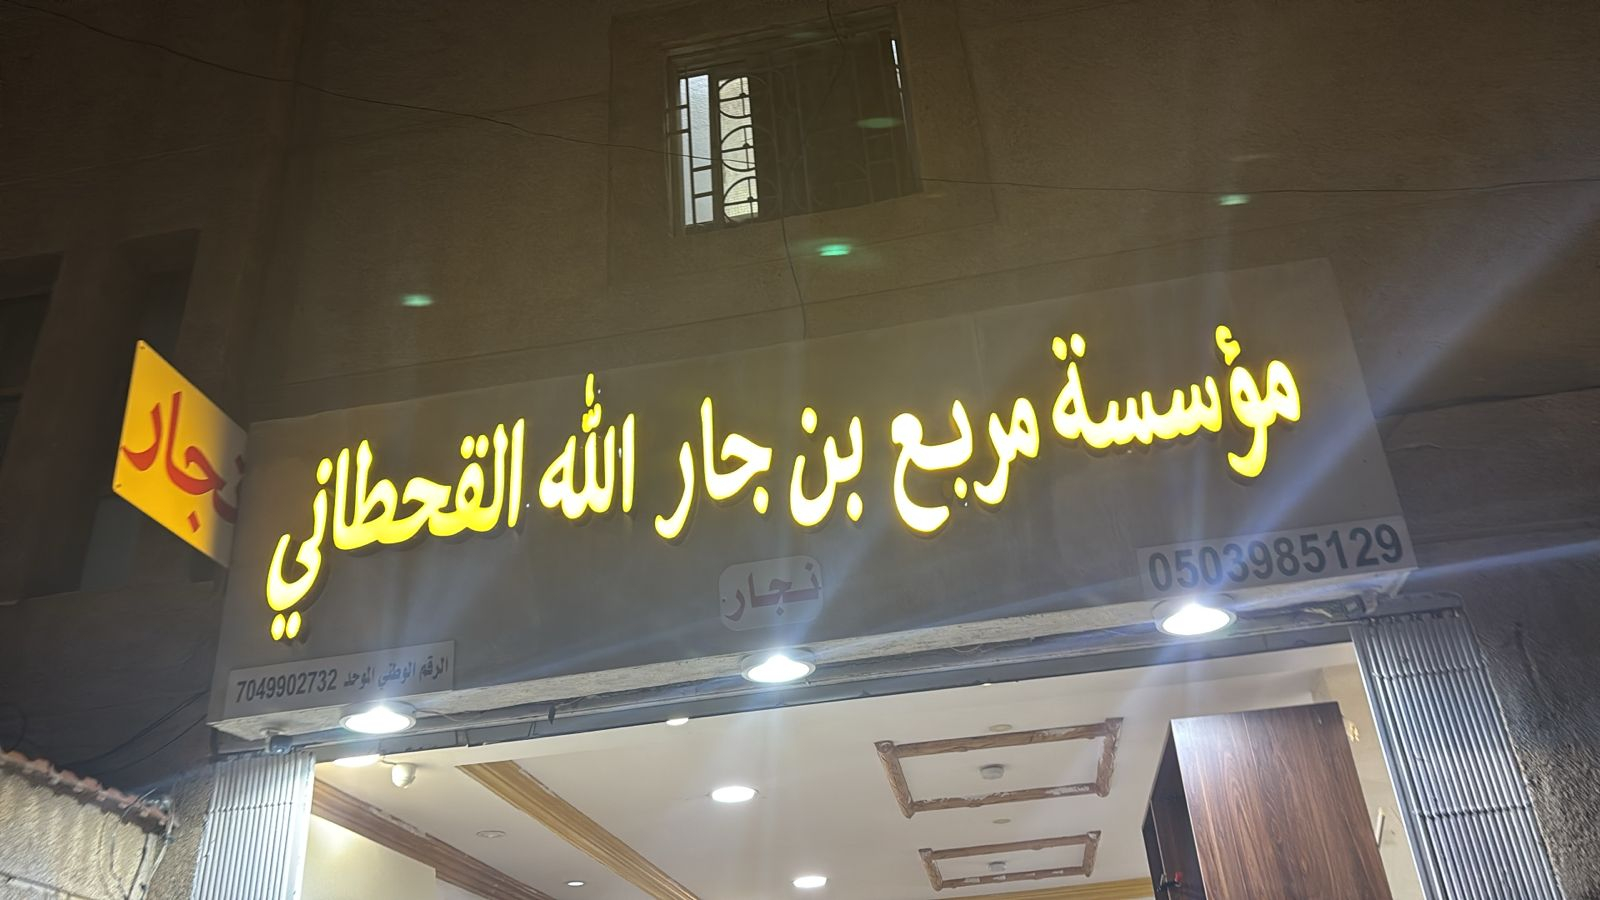 مؤسسة مربع بن جار الله القحطاني
نجار
نجار
0503985129
الرقم الوطني الموحد 7049902732